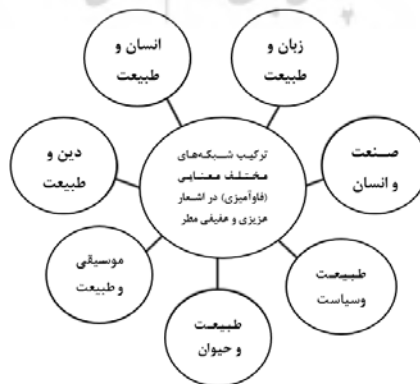 زبان و
طبیعت
انسان و
طبیعت
صنعت
و انسان
ترکیب شبکه‌های
مختلف معنایی
(فاوآمیزی) در اشعار
عزیزی و عفیفی مطر
دین و
طبیعت
طبیعت
وسیاست
موسیقی
و طبیعت
طبیعت
و حیوان